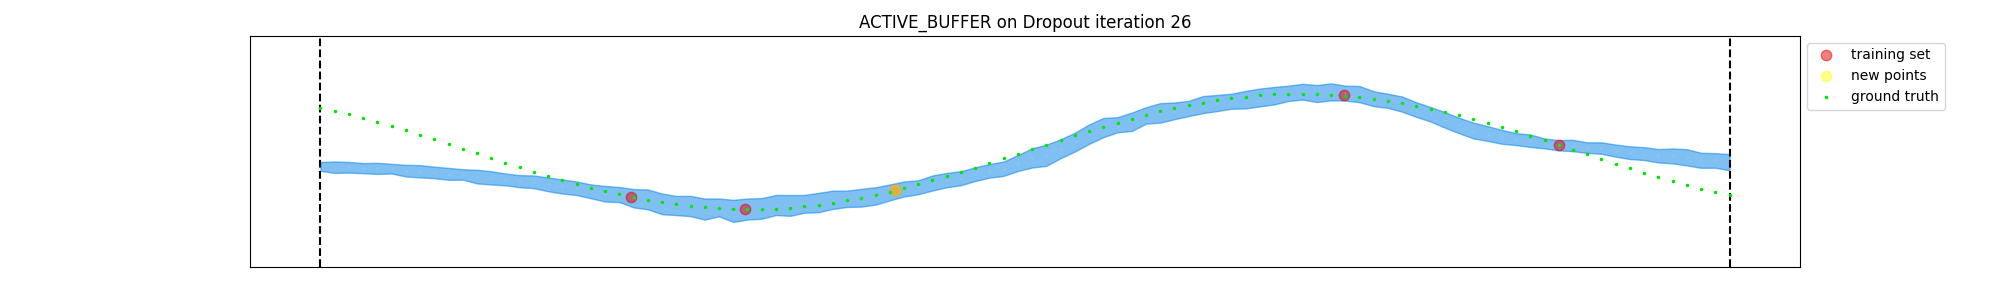 ACTIVE_BUFFER on Dropout iteration 26
training set
new points
ground truth